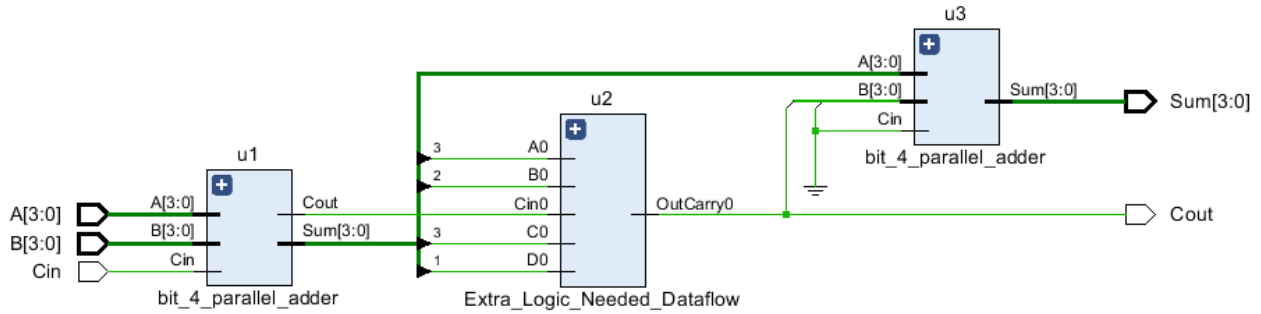 u3
A[3:0]
B[3:0]
Cin
Sum[3:0]
Sum[3:0]
bit_4_parallel_adder
u2
3
A0
2
B0
Cin0
3
C0
1
D0
OutCarry0
Extra_Logic_Needed_Dataflow
Cout
u1
A[3:0]
A[3:0]
Cout
B[3:0]
B[3:0]
Sum[3:0]
Cin
Cin
bit_4_parallel_adder